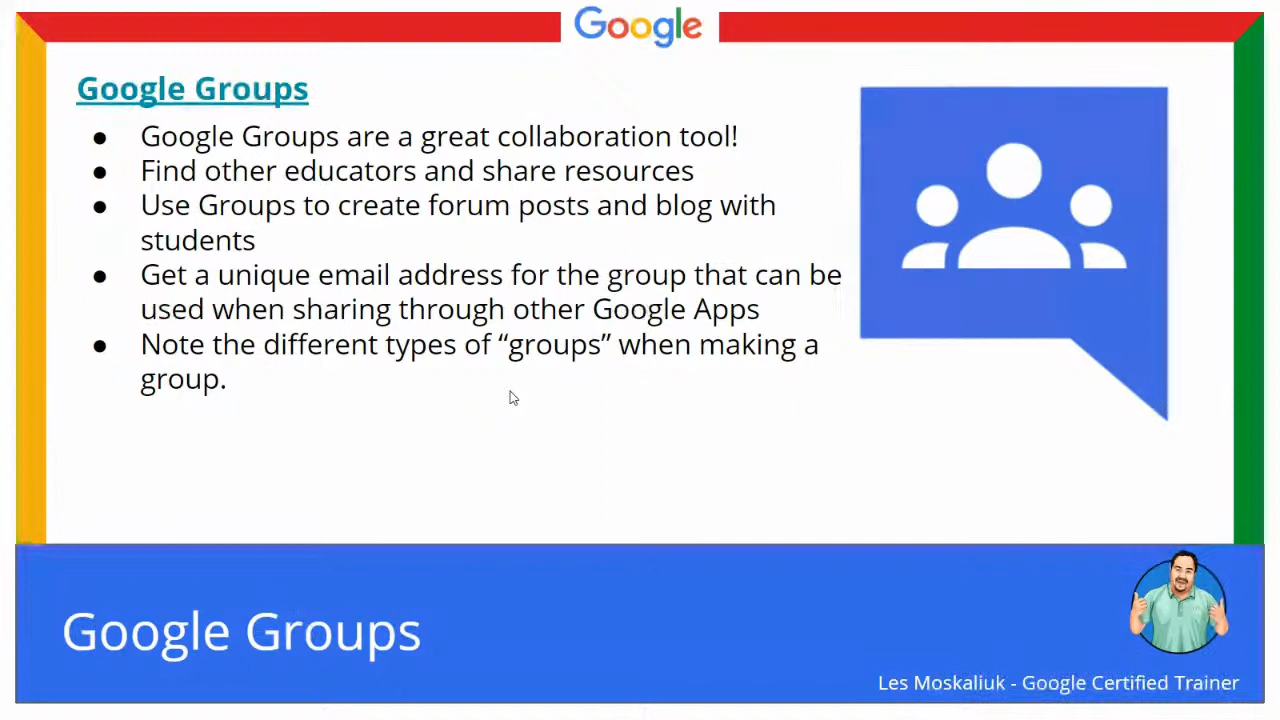 Google
Google Groups
● Google Groups are a great collaboration tool!
● Find other educators and share resources
● Use Groups to create forum posts and blog with
students
● Get a unique email address for the group that can be
used when sharing through other Google Apps
● Note the different types of “groups” when making a
group.
Google Groups
Les Moskaliuk - Google Certified Trainer